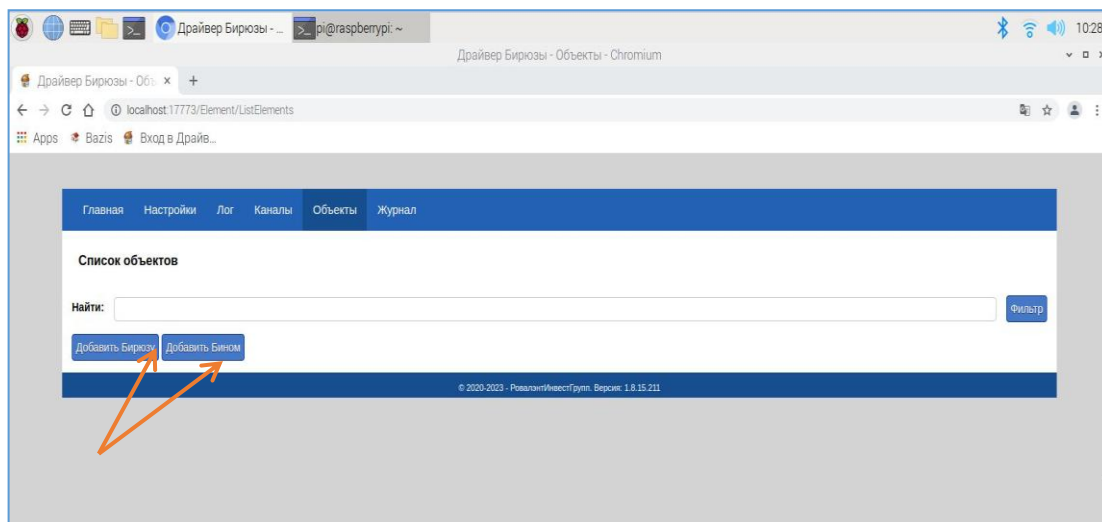 Драйвер Бирюзы - ... pi@raspberrypi: ~ 10:28
Драйвер Бирюзы - Объекты - Chromium
Драйвер Бирюзы - Объ
localhost:17773/Element/ListElements
Apps Bazis Вход в Драйв...
Главная Настройки Лог Каналы Объекты Журнал
Список объектов
Найти: Фильтр
Добавить Бирюзу Добавить Бином
© 2020-2023 - РовалэнтИнвестГрупп. Версия: 1.8.15.211